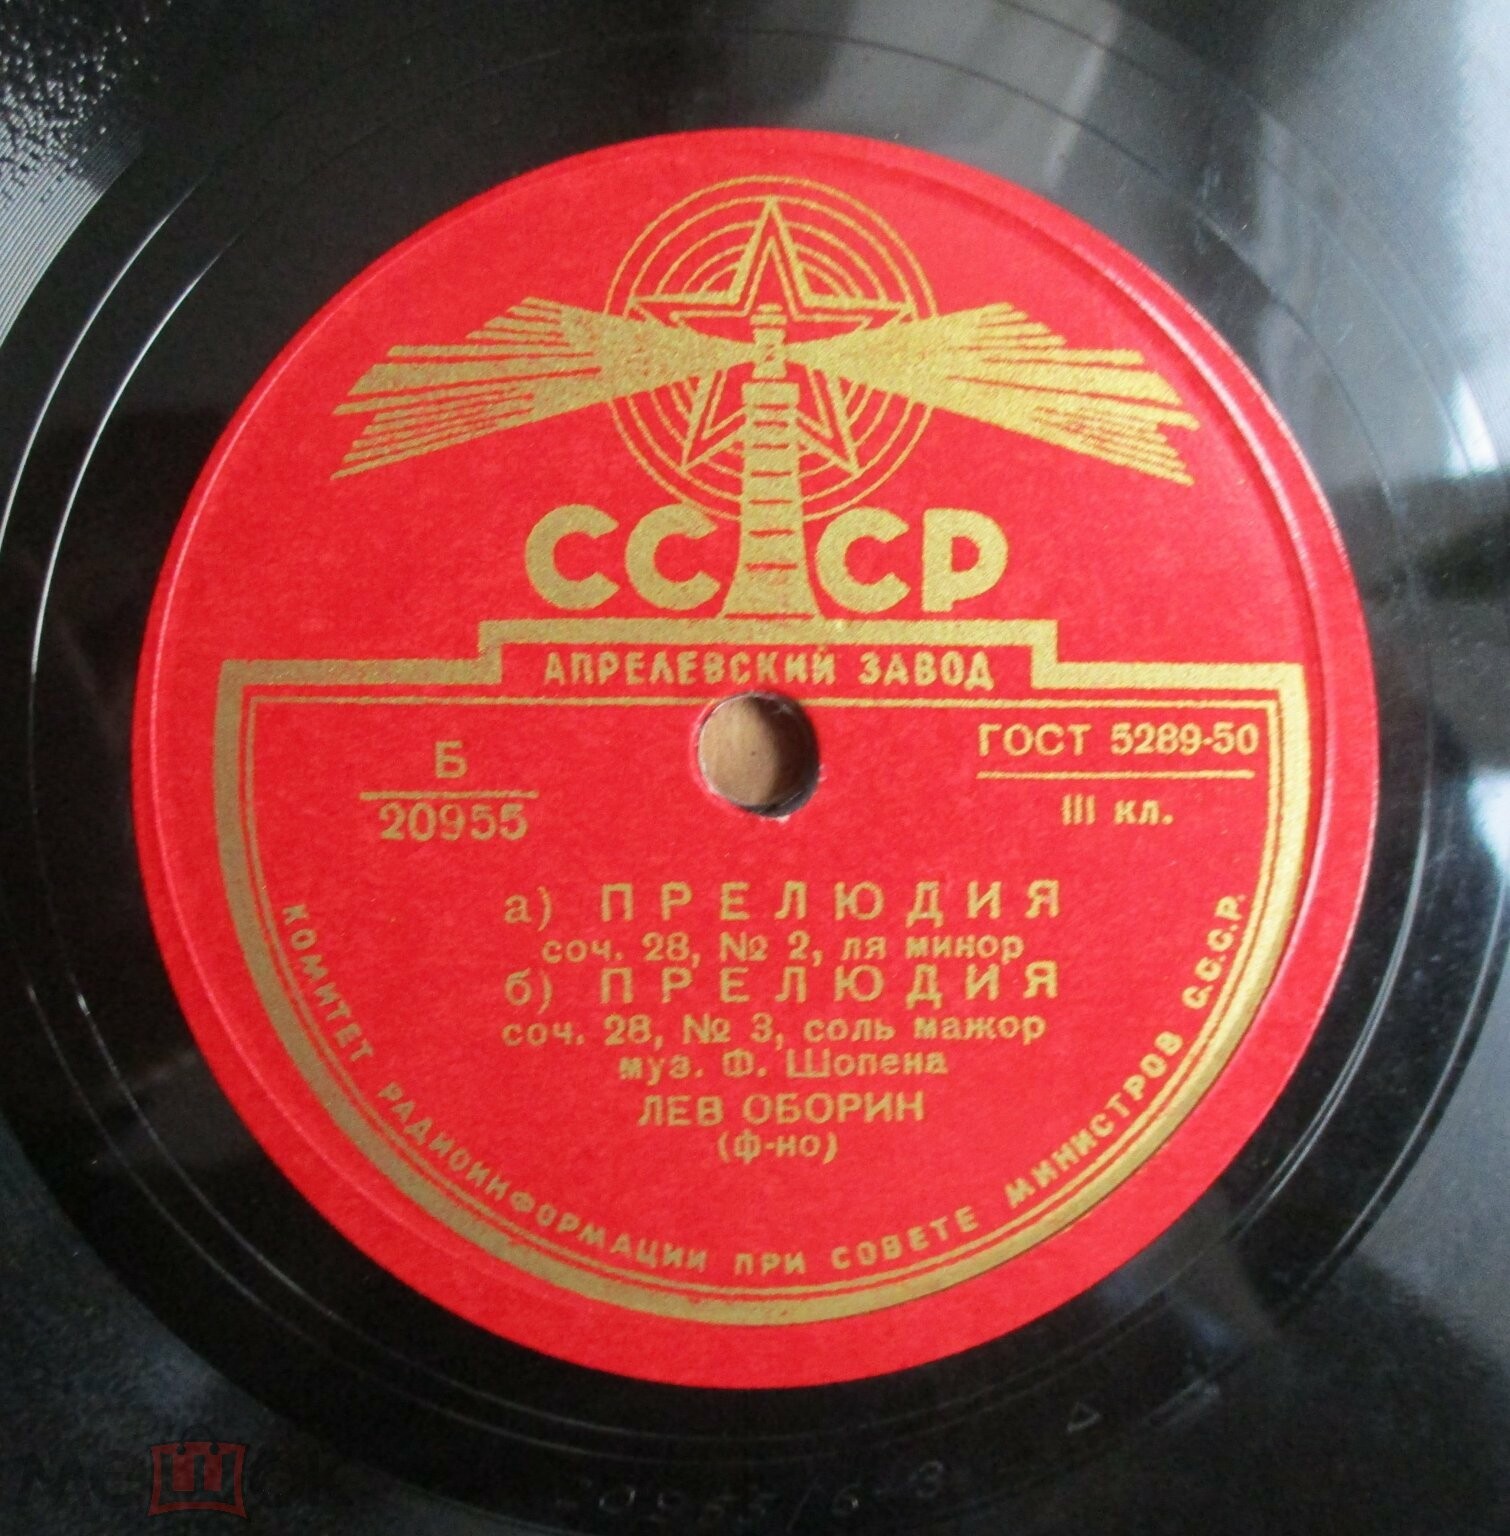 СССР
АПРЕЛЕВСКИЙ ЗАВОД
Б
20955
ГОСТ 5289-50
III кл.
а) ПРЕЛЮДИЯ
соч. 28, № 2, ля минор
б) ПРЕЛЮДИЯ
соч. 28, № 3, соль мажор
муз. Ф. Шопена
ЛЕВ ОБОРИН
(ф-но)
КОМИТЕТ РАДИОИНФОРМАЦИИ ПРИ СОВЕТЕ МИНИСТРОВ С.С.С.Р.